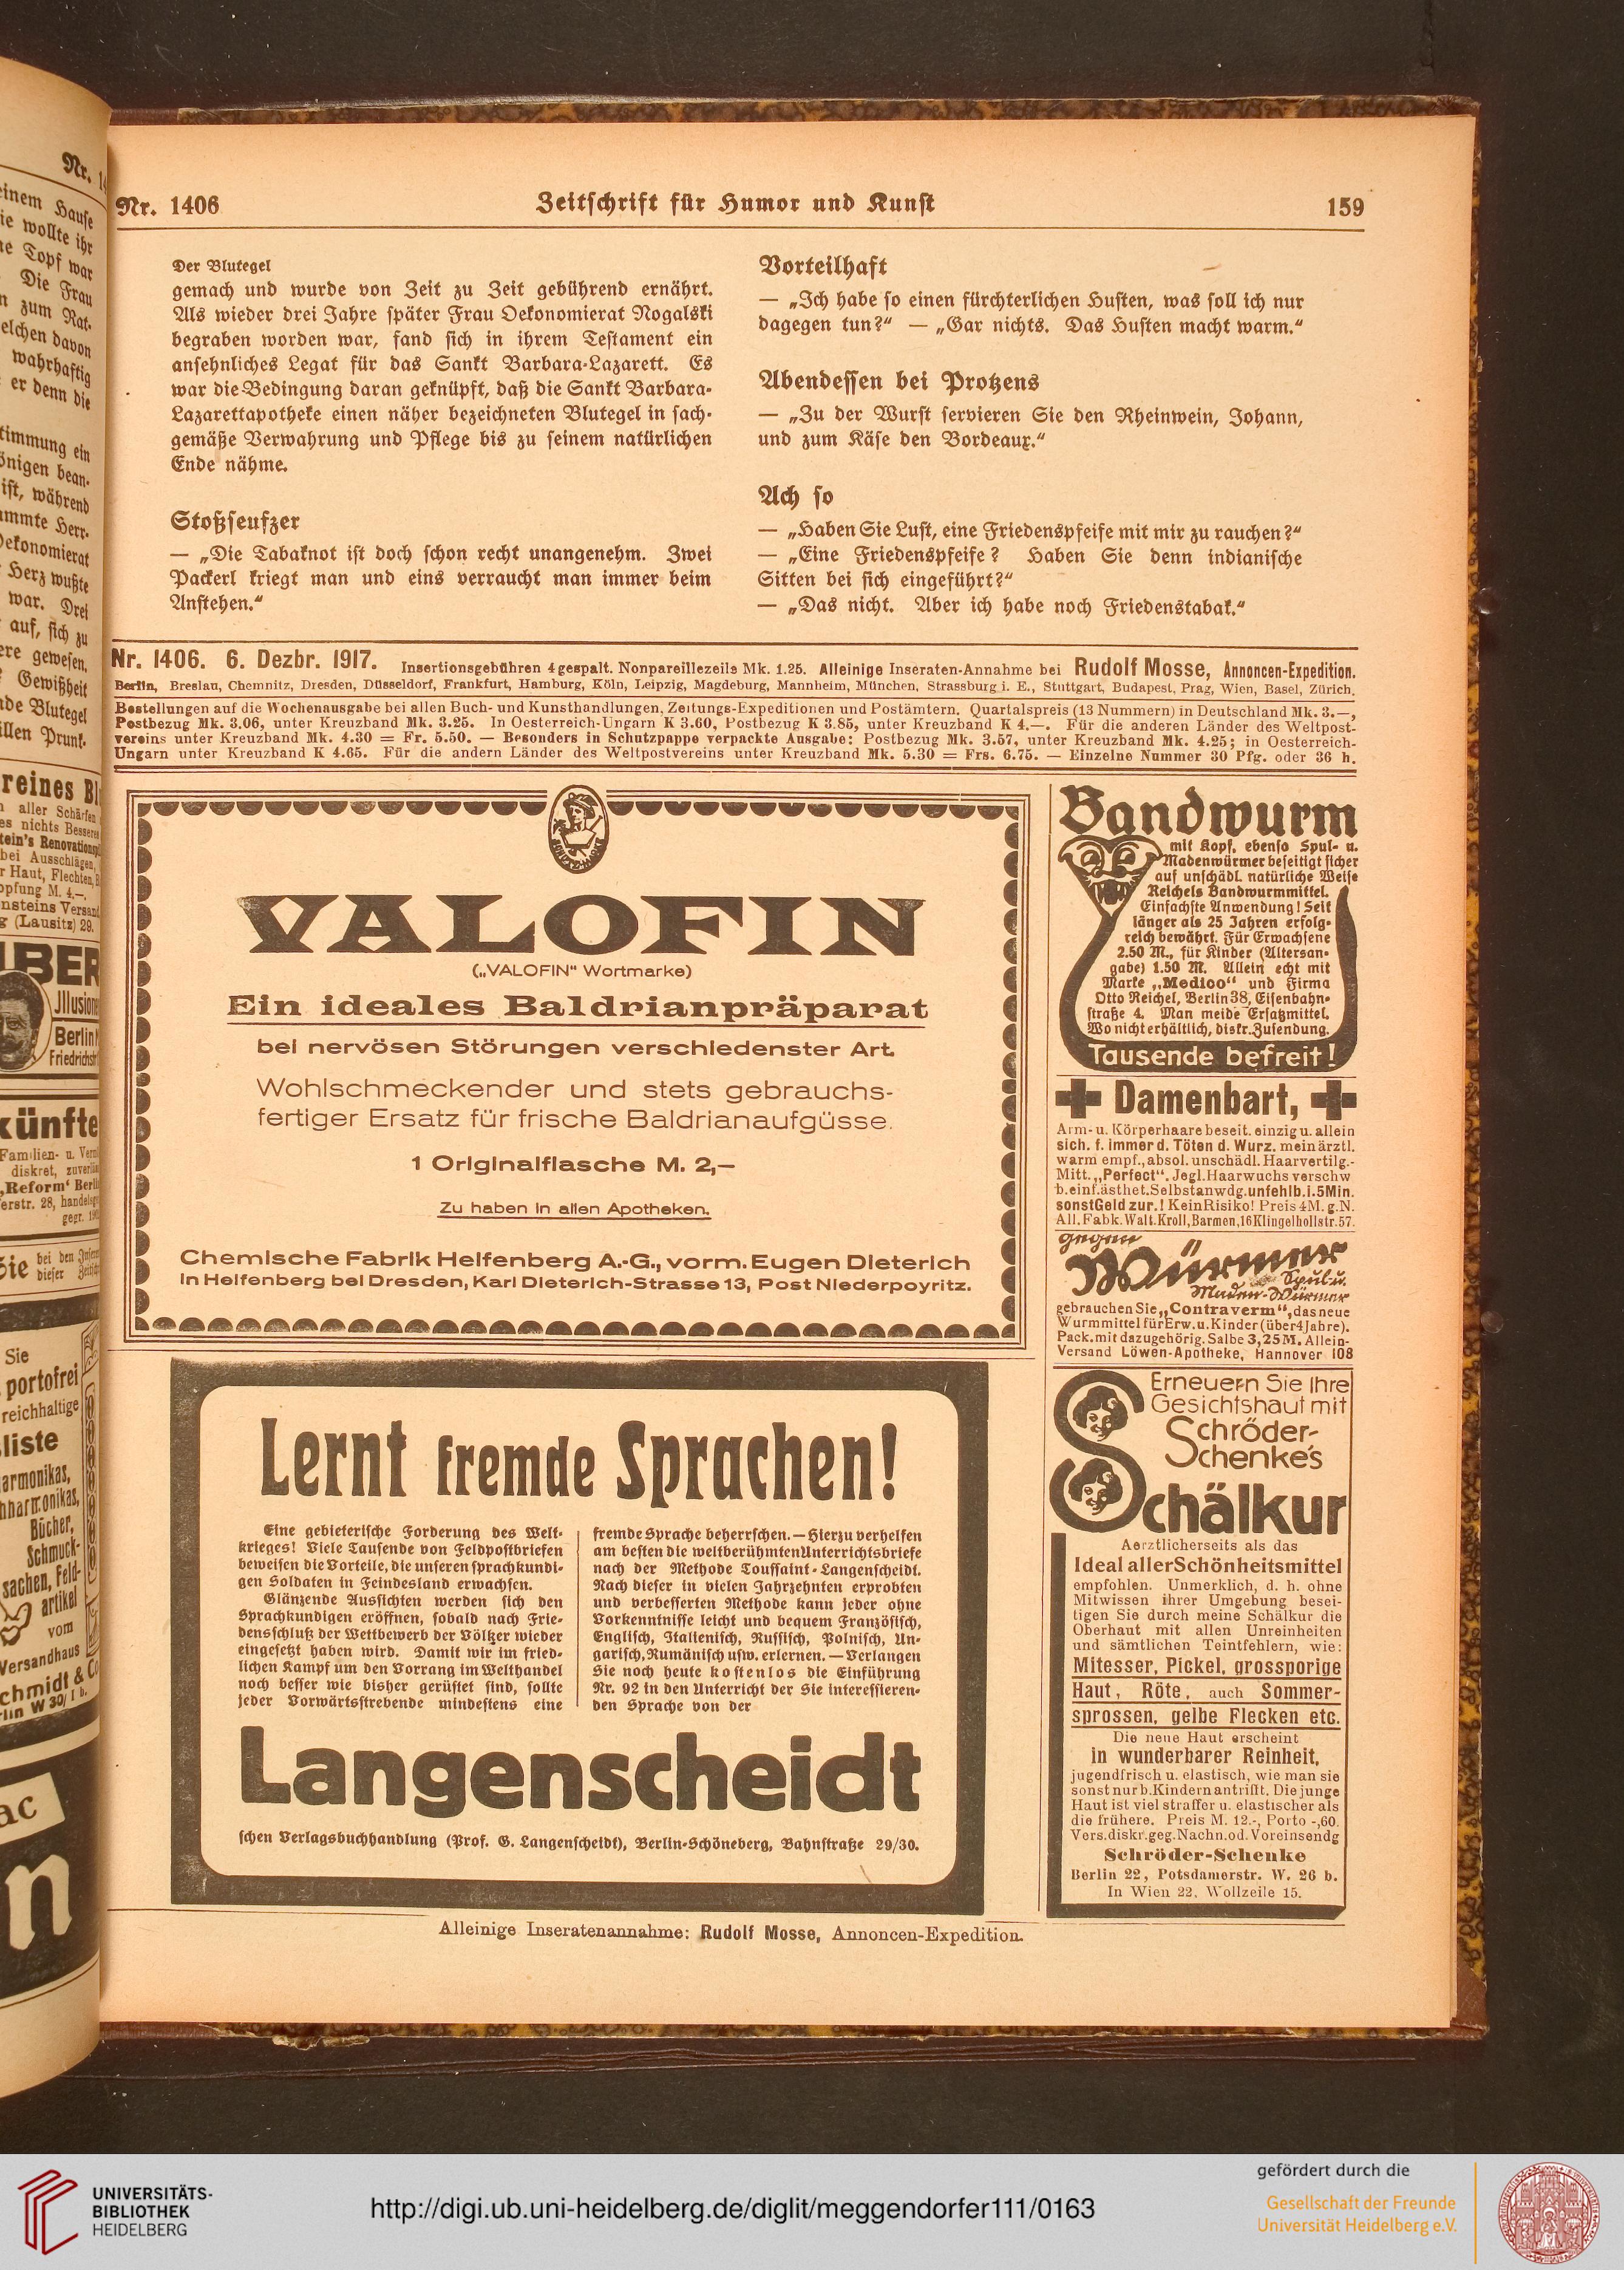 Nr. 1406
Zeitschrift für Humor und Kunst
159
Der Blutegel
gemach und wurde von Zeit zu Zeit gebührend ernährt.
Als wieder drei Jahre später Frau Oekonomierat Nogalski
begraben worden war, fand sich in ihrem Testament ein
ansehnliches Legat für das Sankt Barbara-Lazarett. Es
war die Bedingung daran geknüpft, daß die Sankt Barbara-
Lazarettapotheke einen näher bezeichneten Blutegel in sach-
gemäße Verwahrung und Pflege bis zu seinem natürlichen
Ende nähme.
Stoßseufzer
— „Die Tabaknot ist doch schon recht unangenehm. Zwei
Packerl kriegt man und eins verraucht man immer beim
Anstehen.“
Vorteilhaft
— „Ich habe so einen fürchterlichen Husten, was soll ich nur
dagegen tun?“ — „Gar nichts. Das Husten macht warm.“
Abendessen bei Protzens
— „Zu der Wurst servieren Sie den Rheinwein, Johann,
und zum Käse den Bordeaux.“
Ach so
— „Haben Sie Lust, eine Friedenspfeife mit mir zu rauchen?“
— „Eine Friedenspfeife? Haben Sie denn indianische
Sitten bei sich eingeführt?“
— „Das nicht. Aber ich habe noch Friedenstabak.“
Nr. 1406. 6. Dezbr. 1917. Insertionsgebühren 4gespalt. Nonpareillezeile Mk. 1.25. Alleinige Inseraten-Annahme bei Rudolf Mosse, Annoncen-Expedition.
Berlin, Breslau, Chemnitz, Dresden, Düsseldorf, Frankfurt, Hamburg, Köln, Leipzig, Magdeburg, Mannheim, München, Strassburg i. E., Stuttgart, Budapest, Prag, Wien, Basel, Zürich.
Bestellungen auf die Wochenausgabe bei allen Buch- und Kunsthandlungen, Zeitungs-Expeditionen und Postämtern. Quartalspreis (13 Nummern) in Deutschland Mk. 3.—,
Postbezug Mk. 3.06, unter Kreuzband Mk. 3.25. In Oesterreich-Ungarn K 3.60, Postbezug K 3.85, unter Kreuzband K 4.—. Für die anderen Länder des Weltpost-
vereins unter Kreuzband Mk. 4.30 = Fr. 5.50. — Besonders in Schutzpappe verpackte Ausgabe: Postbezug Mk. 3.57, unter Kreuzband Mk. 4.25; in Oesterreich-
Ungarn unter Kreuzband K 4.65. Für die andern Länder des Weltpostvereins unter Kreuzband Mk. 5.30 = Frs. 6.75. — Einzelne Nummer 30 Pfg. oder 36 h.
VALOFIN
(„VALOFIN“ Wortmarke)
Ein ideales Baldrianpräparat
bei nervösen Störungen verschiedenster Art.
Wohlschmeckender und stets gebrauchs-
fertiger Ersatz für frische Baldrianaufgüsse.
1 Originalflasche M. 2,—
Zu haben in allen Apotheken.
Chemische Fabrik Helfenberg A.-G., vorm. Eugen Dieterich
in Helfenberg bei Dresden, Karl Dieterich-Strasse 13, Post Niederpoyritz.
Lernt fremde Sprachen!
Eine gebieterische Forderung des Welt-
krieges! Viele Tausende von Feldpostbriefen
beweisen die Vorteile, die unseren sprachkundi-
gen Soldaten in Feindesland erwachsen.
Glänzende Aussichten werden sich den
Sprachkundigen eröffnen, sobald nach Frie-
densschluß der Wettbewerb der Völker wieder
eingesetzt haben wird. Damit wir im fried-
lichen Kampf um den Vorrang im Welthandel
noch besser wie bisher gerüstet sind, sollte
jeder Vorwärtsstrebende mindestens eine
fremde Sprache beherrschen. — Hierzu verhelfen
am besten die weltberühmten Unterrichtsbriefe
nach der Methode Toussaint-Langenscheidt.
Nach dieser in vielen Jahrzehnten erprobten
und verbesserten Methode kann jeder ohne
Vorkenntnisse leicht und bequem Französisch,
Englisch, Italienisch, Russisch, Polnisch, Un-
garisch, Rumänisch usw. erlernen. — Verlangen
Sie noch heute kostenlos die Einführung
Nr. 92 in den Unterricht der Sie interessieren-
den Sprache von der
Langenscheidt
schen Verlagsbuchhandlung (Prof. G. Langenscheidt), Berlin-Schöneberg, Bahnstraße 29/30.
Bandwurm
mit Kopf, ebenso Spul- u.
Madenwürmer beseitigt sicher
auf unschädl. natürliche Weise
Reichels Bandwurmmittel.
Einfachste Anwendung! Seit
länger als 25 Jahren erfolg-
reich bewährt. Für Erwachsene
2.50 M., für Kinder (Altersan-
gabe) 1.50 M. Allein echt mit
Marke „Medico“ und Firma
Otto Reichel, Berlin 38, Eisenbahn-
straße 4. Man meide Ersatzmittel.
Wo nicht erhältlich, diskr. Zusendung.
Tausende befreit!
Damenbart,
Arm- u. Körperhaare beseit. einzig u. allein
sich. f. immer d. Töten d. Wurz. mein ärztl.
warm empf., absol. unschädl. Haarvertilg.-
Mitt. „Perfect“. Jegl. Haarwuchs verschw
b. einf. ästhet. Selbstanwdg. unfehlb. i. 5 Min.
sonst Geld zur.! Kein Risiko! Preis 4 M. g. N.
All. Fabk. Walt. Kroll, Barmen, 16 Klingelhollstr. 57.
gegen
Würmer
Spul u.
Maden-Würmer
gebrauchen Sie „Contraverm“, das neue
Wurmmittel für Erw. u. Kinder (über 4 Jahre).
Pack. mit dazugehörig. Salbe 3,25 M. Allein-
Versand Löwen-Apotheke, Hannover 108
Erneuern Sie Ihre
Gesichtshaut mit
Schröder-
Schenke's
Schälkur
Aerztlicherseits als das
Ideal aller Schönheitsmittel
empfohlen. Unmerklich, d. h. ohne
Mitwissen ihrer Umgebung besei-
tigen Sie durch meine Schälkur die
Oberhaut mit allen Unreinheiten
und sämtlichen Teintfehlern, wie:
Mitesser, Pickel, grossporige
Haut, Röte, auch Sommer-
sprossen, gelbe Flecken etc.
Die neue Haut erscheint
in wunderbarer Reinheit,
jugendfrisch u. elastisch, wie man sie
sonst nur b. Kindern antrifft. Die junge
Haut ist viel straffer u. elastischer als
die frühere. Preis M. 12.-, Porto -,60.
Vers. diskr. geg. Nachn. od. Voreinsendg
Schröder-Schenke
Berlin 22, Potsdamerstr. W. 26 b.
In Wien 22, Wollzeile 15.
Alleinige Inseratenannahme: Rudolf Mosse, Annoncen-Expedition.
UNIVERSITÄTS-
BIBLIOTHEK
HEIDELBERG
http://digi.ub.uni-heidelberg.de/diglit/meggendorfer111/0163
gefördert durch die
Gesellschaft der Freunde
Universität Heidelberg e.V.